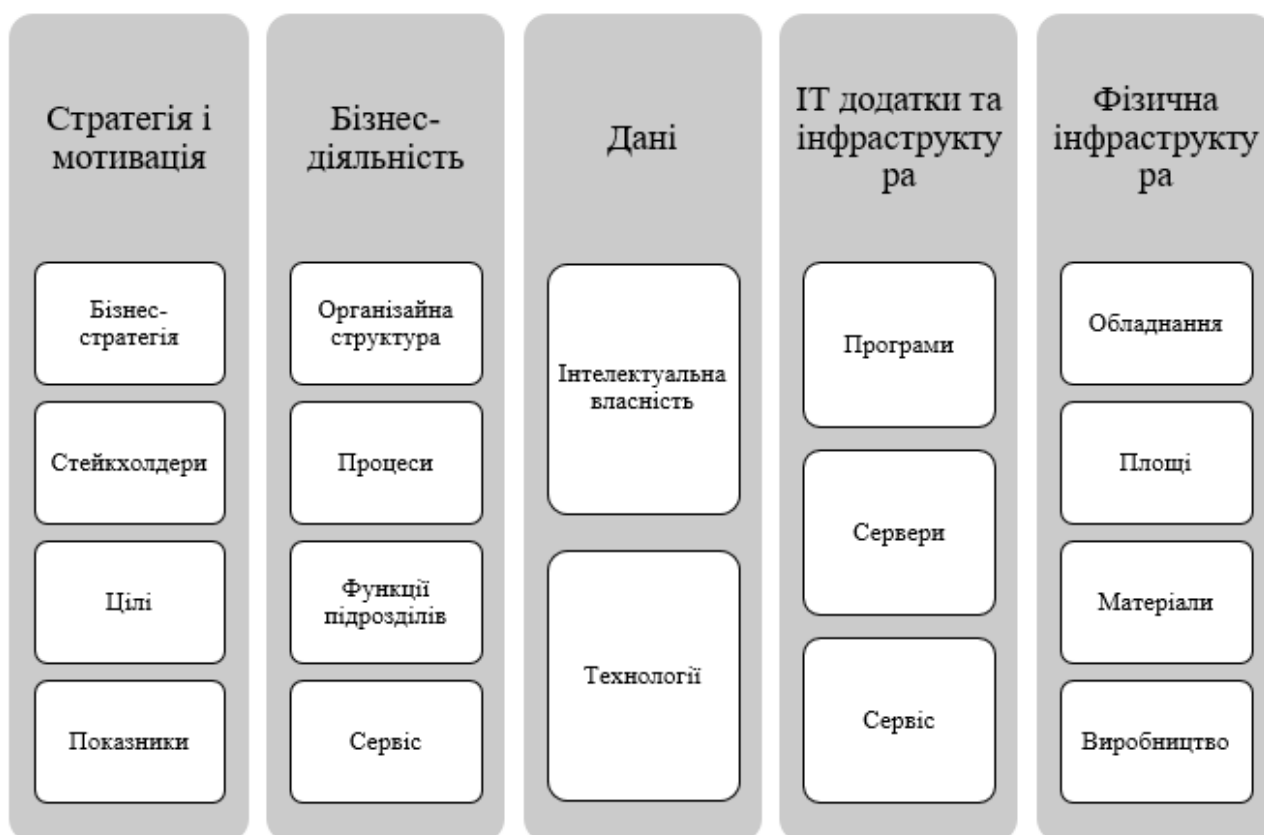 Стратегія і
мотивація
Бізнес-
стратегія
Стейкхолдери
Цілі
Показники
Бізнес-
діяльність
Організайна
структура
Процеси
Функції
підрозділів
Сервіс
Дані
Інтелектуальна
власність
Технології
ІТ додатки та
інфраструкту
ра
Програми
Сервери
Сервіс
Фізична
інфраструкту
ра
Обладнання
Площі
Матеріали
Виробництво